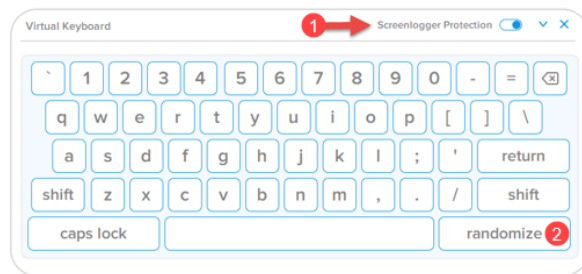 Virtual Keyboard 1 Screenlogger Protection
` 1 2 3 4 5 6 7 8 9 0 - =
q w e r t y u i o p [ ] \
a s d f g h j k l ; ' return
shift z x c v b n m , . / shift
caps lock randomize 2